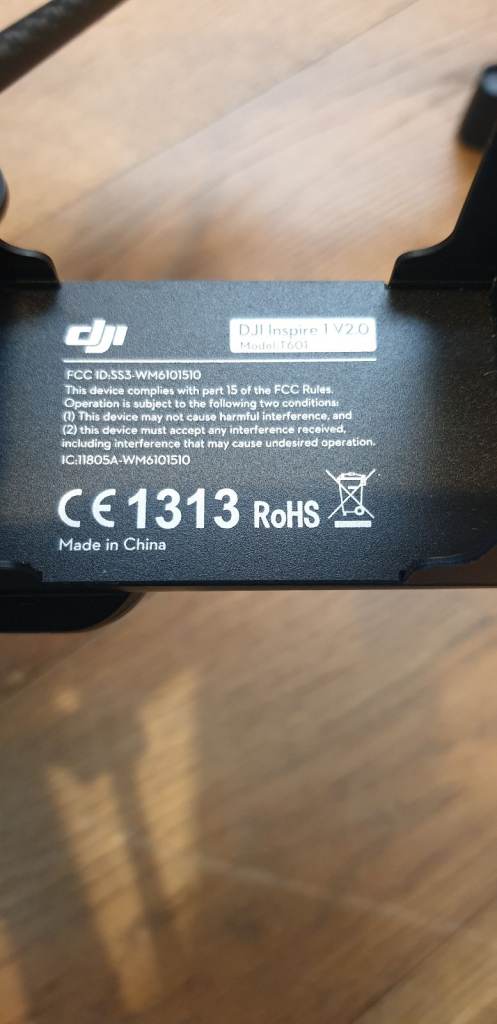 dji
DJI Inspire 1 V2.0
Model:T601
FCC ID:SS3-WM6101510
This device complies with part 15 of the FCC Rules.
Operation is subject to the following two conditions:
(1) This device may not cause harmful interference, and
(2) this device must accept any interference received,
including interference that may cause undesired operation.
IC:11805A-WM6101510
CE1313 RoHS
Made in China